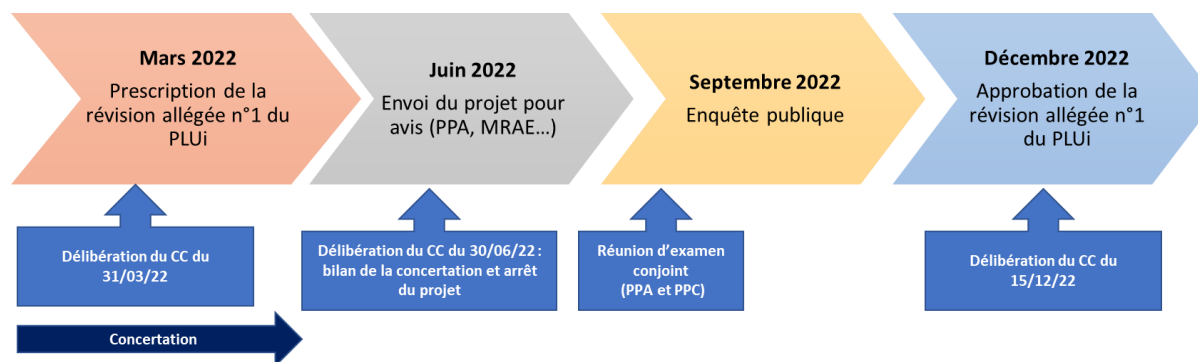 Mars 2022
Prescription de la
révision allégée n°1 du
PLUi
Juin 2022
Envoi du projet pour
avis (PPA, MRAE...)
Septembre 2022
Enquête publique
Décembre 2022
Approbation de la
révision allégée n°1
du PLUi
Délibération du CC du
31/03/22
Délibération du CC du 30/06/22 :
bilan de la concertation et arrêt
du projet
Réunion d'examen
conjoint
(PPA et PPC)
Délibération du CC du
15/12/22
Concertation